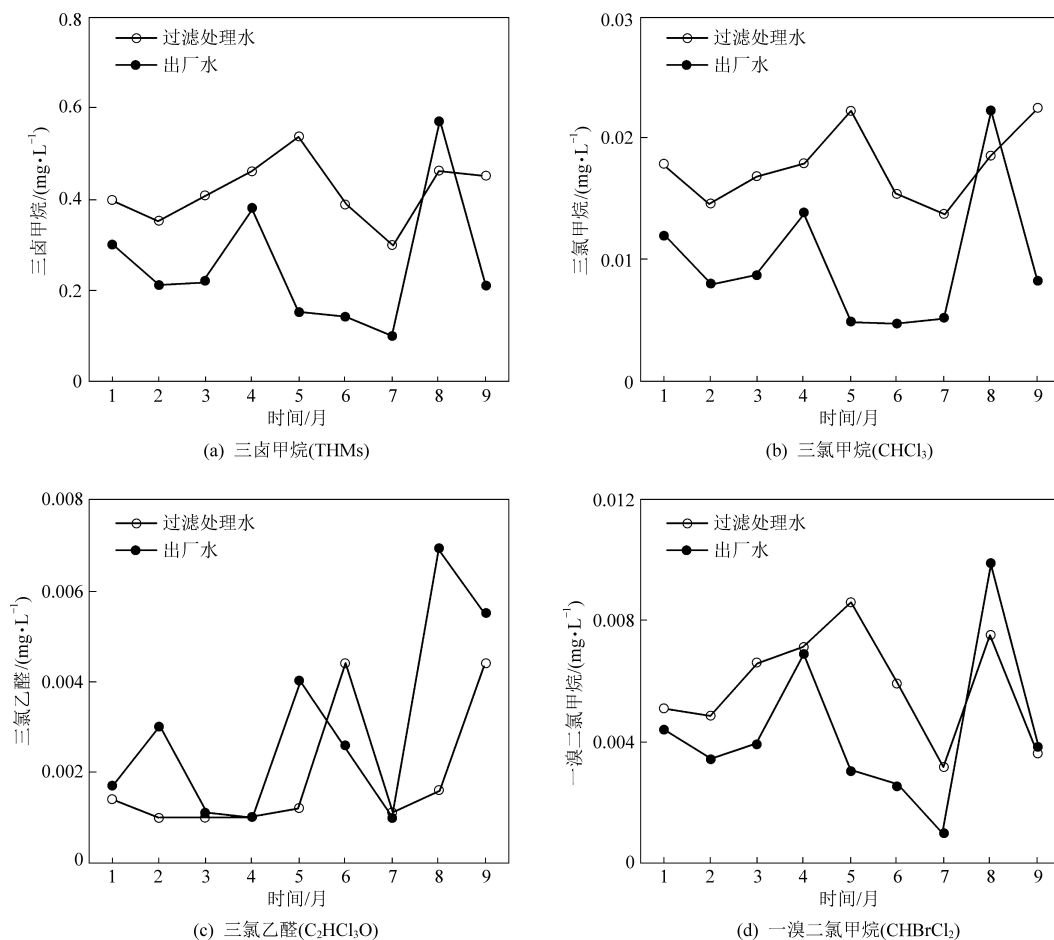 0.8
0.6
0.4
0.2
0
三卤甲烷/(mg•L⁻¹)
过滤处理水
出厂水
1 2 3 4 5 6 7 8 9
时间/月
(a) 三卤甲烷(THMs)
0.03
0.02
0.01
0
三氯甲烷/(mg•L⁻¹)
过滤处理水
出厂水
1 2 3 4 5 6 7 8 9
时间/月
(b) 三氯甲烷(CHCl₃)
0.008
0.006
0.004
0.002
0
三氯乙醛/(mg•L⁻¹)
过滤处理水
出厂水
1 2 3 4 5 6 7 8 9
时间/月
(c) 三氯乙醛(C₂HCl₃O)
0.012
0.008
0.004
0
一溴二氯甲烷/(mg•L⁻¹)
过滤处理水
出厂水
1 2 3 4 5 6 7 8 9
时间/月
(d) 一溴二氯甲烷(CHBrCl₂)